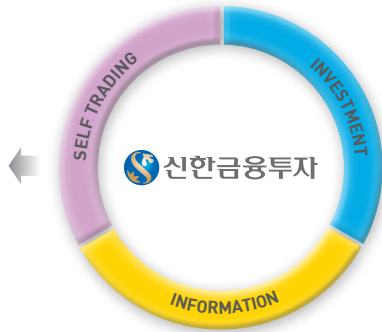 SELF TRADING
INVESTMENT
신한금융투자
INFORMATION